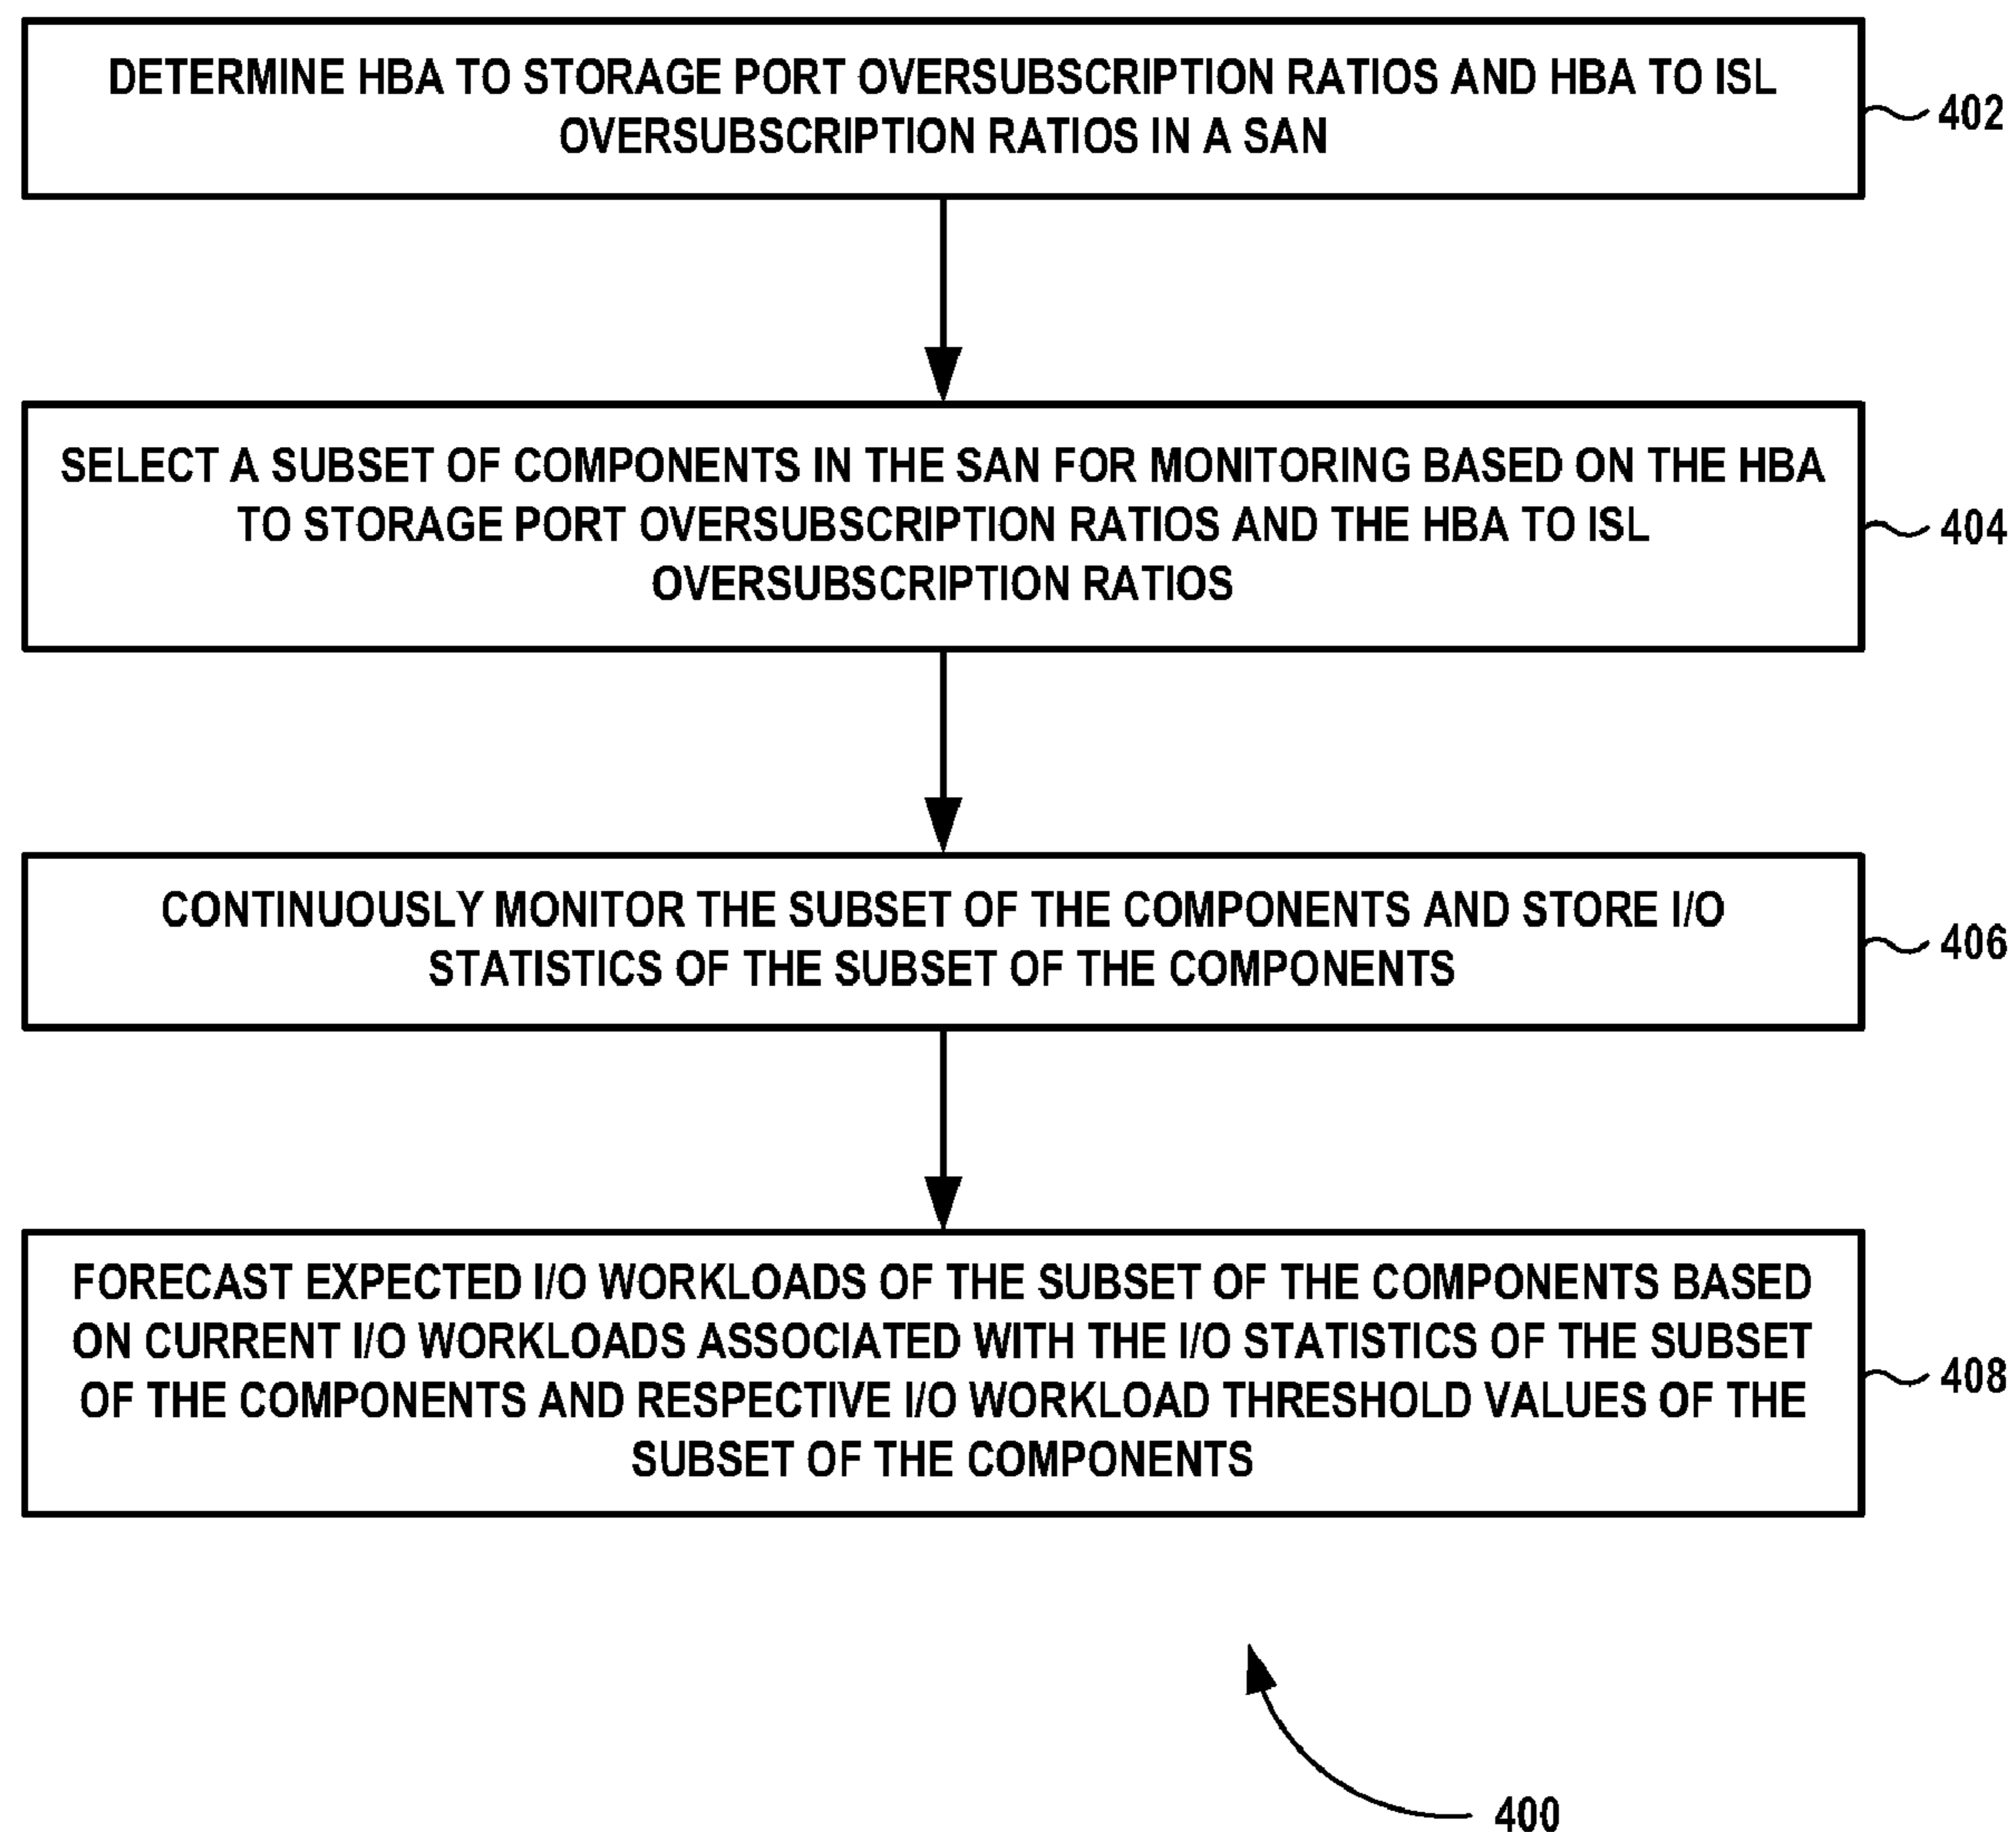 DETERMINE HBA TO STORAGE PORT OVERSUBSCRIPTION RATIOS AND HBA TO ISL
OVERSUBSCRIPTION RATIOS IN A SAN
402
SELECT A SUBSET OF COMPONENTS IN THE SAN FOR MONITORING BASED ON THE HBA
TO STORAGE PORT OVERSUBSCRIPTION RATIOS AND THE HBA TO ISL
OVERSUBSCRIPTION RATIOS
404
CONTINUOUSLY MONITOR THE SUBSET OF THE COMPONENTS AND STORE I/O
STATISTICS OF THE SUBSET OF THE COMPONENTS
406
FORECAST EXPECTED I/O WORKLOADS OF THE SUBSET OF THE COMPONENTS BASED
ON CURRENT I/O WORKLOADS ASSOCIATED WITH THE I/O STATISTICS OF THE SUBSET
OF THE COMPONENTS AND RESPECTIVE I/O WORKLOAD THRESHOLD VALUES OF THE
SUBSET OF THE COMPONENTS
408
400